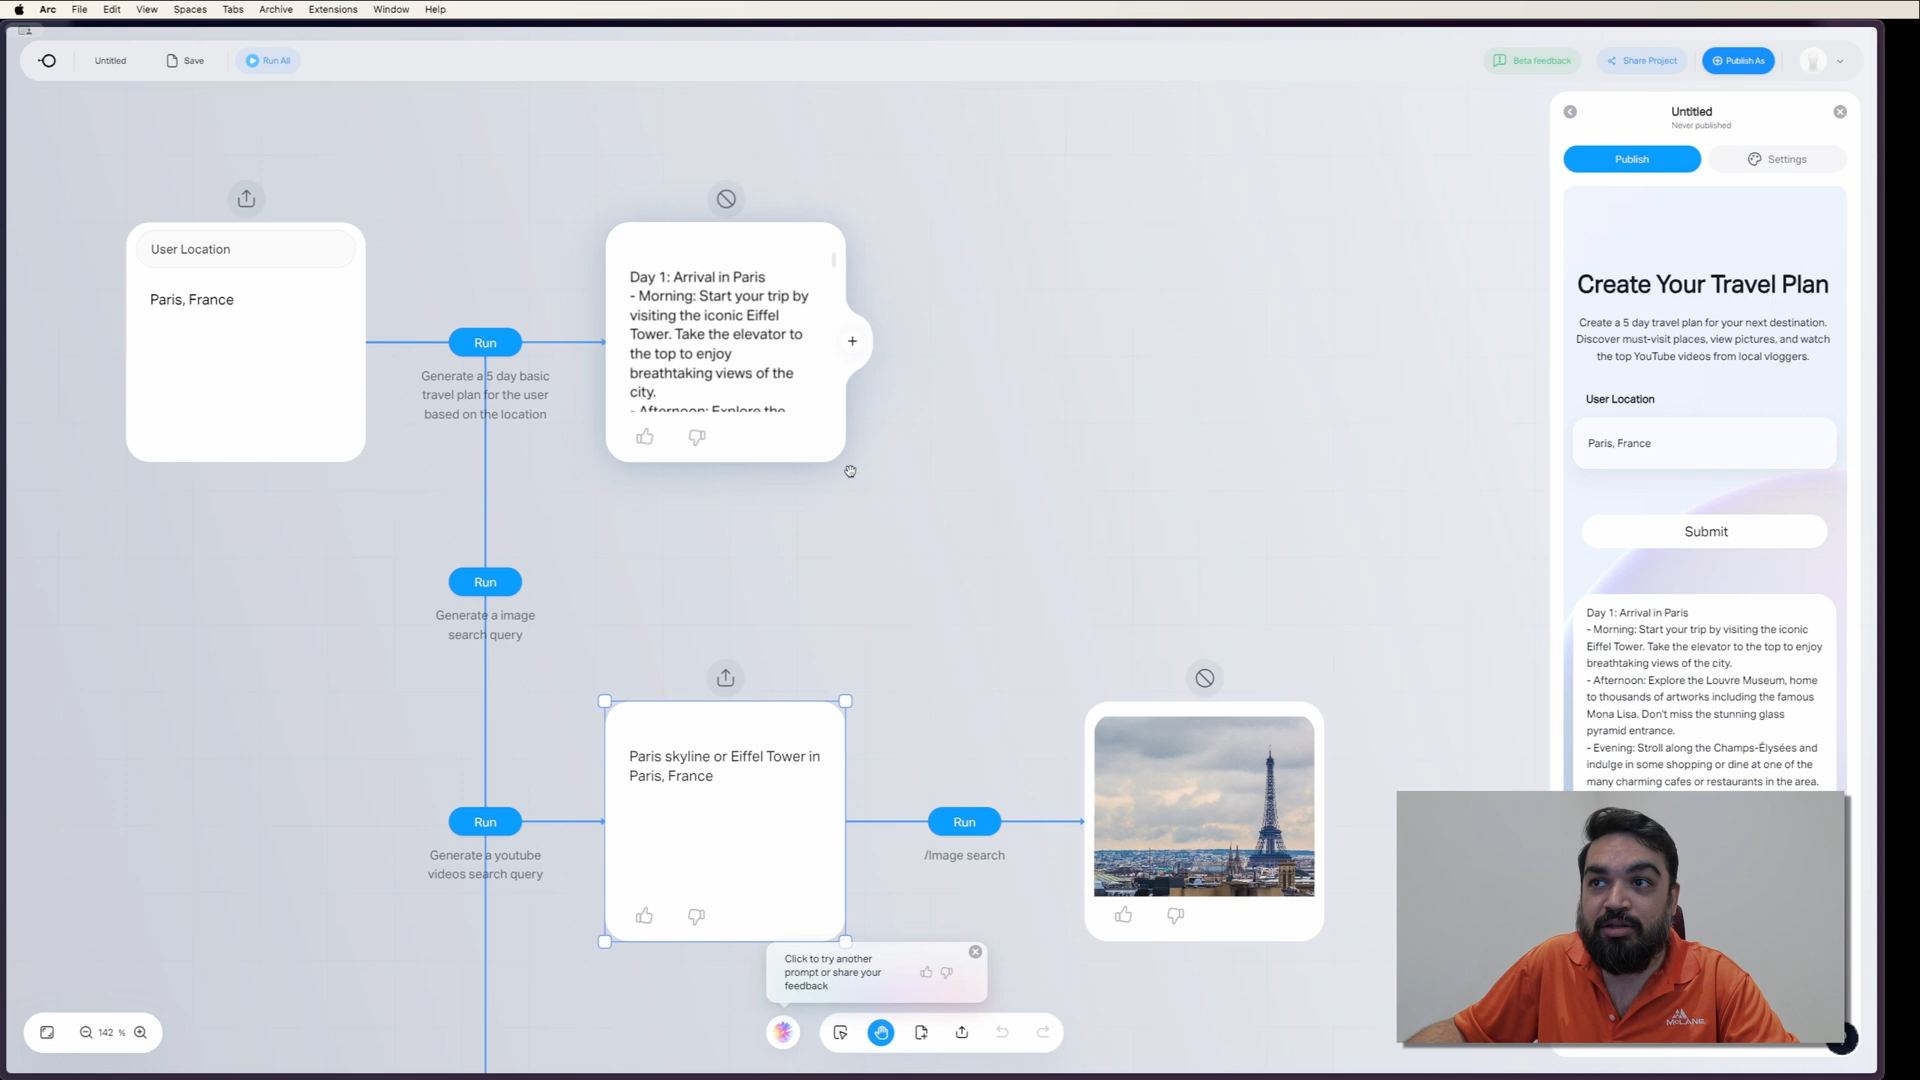 Arc File Edit View Spaces Tabs Archive Extensions Window Help
Untitled Save Run All
Beta feedback Share Project Publish As
User Location
Paris, France
Run
Generate a 5 day basic
travel plan for the user
based on the location
Day 1: Arrival in Paris
- Morning: Start your trip by
visiting the iconic Eiffel
Tower. Take the elevator to
the top to enjoy
breathtaking views of the
city.
- Afternoon: Explore the
Run
Generate a image
search query
Run
Generate a youtube
videos search query
Paris skyline or Eiffel Tower in
Paris, France
Run
/Image search
Click to try another
prompt or share your
feedback
142 %
Untitled
Never published
Publish
Settings
Create Your Travel Plan
Create a 5 day travel plan for your next destination.
Discover must-visit places, view pictures, and watch
the top YouTube videos from local vloggers.
User Location
Paris, France
Submit
Day 1: Arrival in Paris
- Morning: Start your trip by visiting the iconic
Eiffel Tower. Take the elevator to the top to enjoy
breathtaking views of the city.
- Afternoon: Explore the Louvre Museum, home
to thousands of artworks including the famous
Mona Lisa. Don't miss the stunning glass
pyramid entrance.
- Evening: Stroll along the Champs-Élysées and
indulge in some shopping or dine at one of the
many charming cafes or restaurants in the area.
McLANE